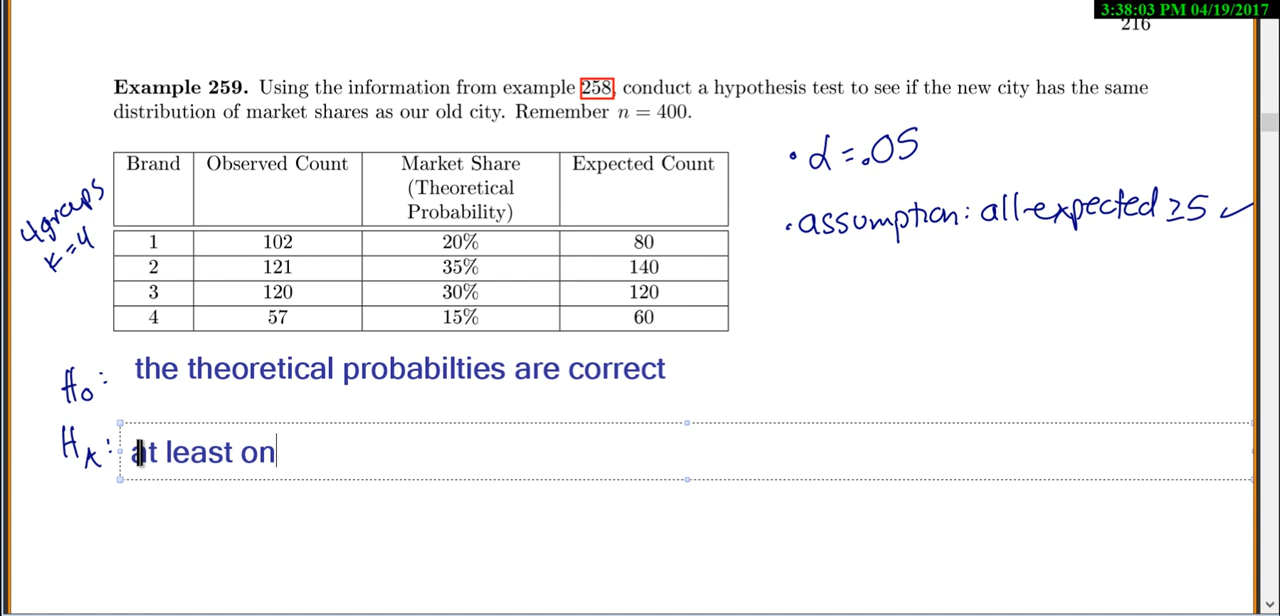 3:38:03 PM 04/19/2017
216
Example 259. Using the information from example 258, conduct a hypothesis test to see if the new city has the same
distribution of market shares as our old city. Remember n = 400.
Brand Observed Count Market Share (Theoretical Probability) Expected Count
1 102 20% 80
2 121 35% 140
3 120 30% 120
4 57 15% 60
4 groups
K=4
• α=.05
• assumption: all expected ≥5 ✓
H₀: the theoretical probabilties are correct
H_A: at least on